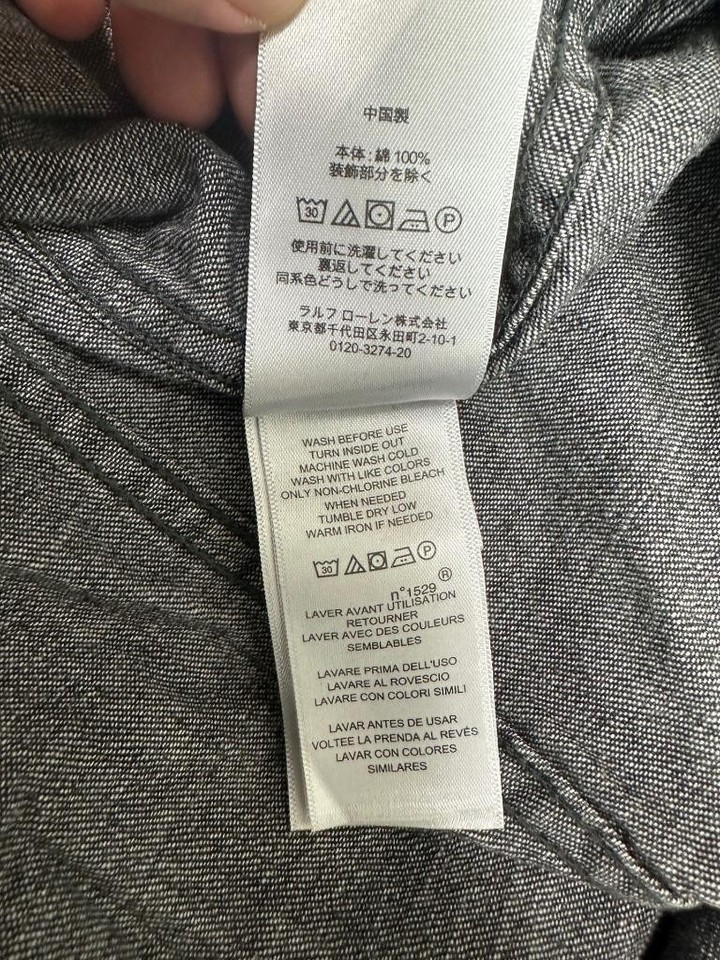 中国製
本体:綿100%
装飾部分を除く
30 P
使用前に洗濯してください
裏返してください
同系色どうしで洗ってください
ラルフ ローレン株式会社
東京都千代田区永田町2-10-1
0120-3274-20
WASH BEFORE USE
TURN INSIDE OUT
MACHINE WASH COLD
WASH WITH LIKE COLORS
ONLY NON-CHLORINE BLEACH
WHEN NEEDED
TUMBLE DRY LOW
WARM IRON IF NEEDED
30 P
®
n°1529
LAVER AVANT UTILISATION
RETOURNER
LAVER AVEC DES COULEURS
SEMBLABLES
LAVARE PRIMA DELL'USO
LAVARE AL ROVESCIO
LAVARE CON COLORI SIMILI
LAVAR ANTES DE USAR
VOLTEE LA PRENDA AL REVÉS
LAVAR CON COLORES
SIMILARES